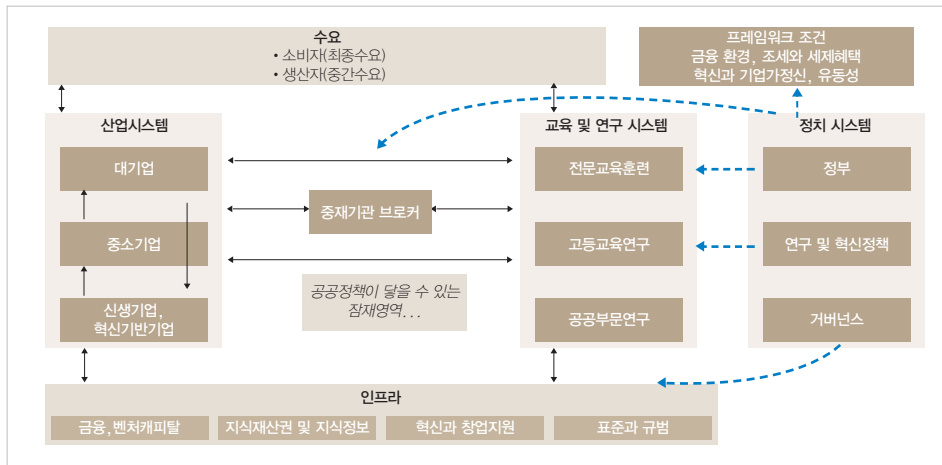 수요
• 소비자(최종수요)
• 생산자(중간수요)
프레임워크 조건
금융 환경, 조세와 세제혜택
혁신과 기업가정신, 유동성
산업시스템
대기업
중소기업
신생기업,
혁신기반기업
중재기관 브로커
공공정책이 닿을 수 있는
잠재영역...
교육 및 연구 시스템
전문교육훈련
고등교육연구
공공부문연구
정치 시스템
정부
연구 및 혁신정책
거버넌스
인프라
금융,벤처캐피탈
지식재산권 및 지식정보
혁신과 창업지원
표준과 규범